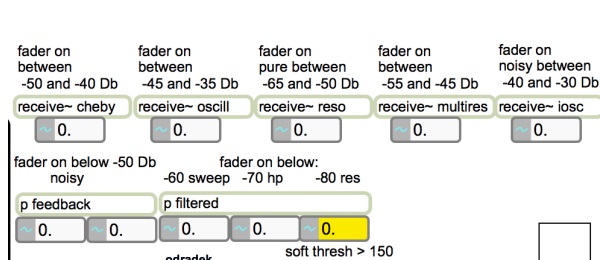 fader on
between
-50 and -40 Db
fader on
between
-45 and -35 Db
fader on
pure between
-65 and -50 Db
fader on
between
-55 and -45 Db
fader on
noisy between
-40 and -30 Db
receive~ cheby
receive~ oscill
receive~ reso
receive~ multires
receive~ iosc
~ 0.
~ 0.
~ 0.
~ 0.
~ 0.
fader on below -50 Db
noisy
fader on below:
-60 sweep -70 hp -80 res
p feedback
p filtered
~ 0.
~ 0.
~ 0.
~ 0.
~ 0.
soft thresh > 150
odradek